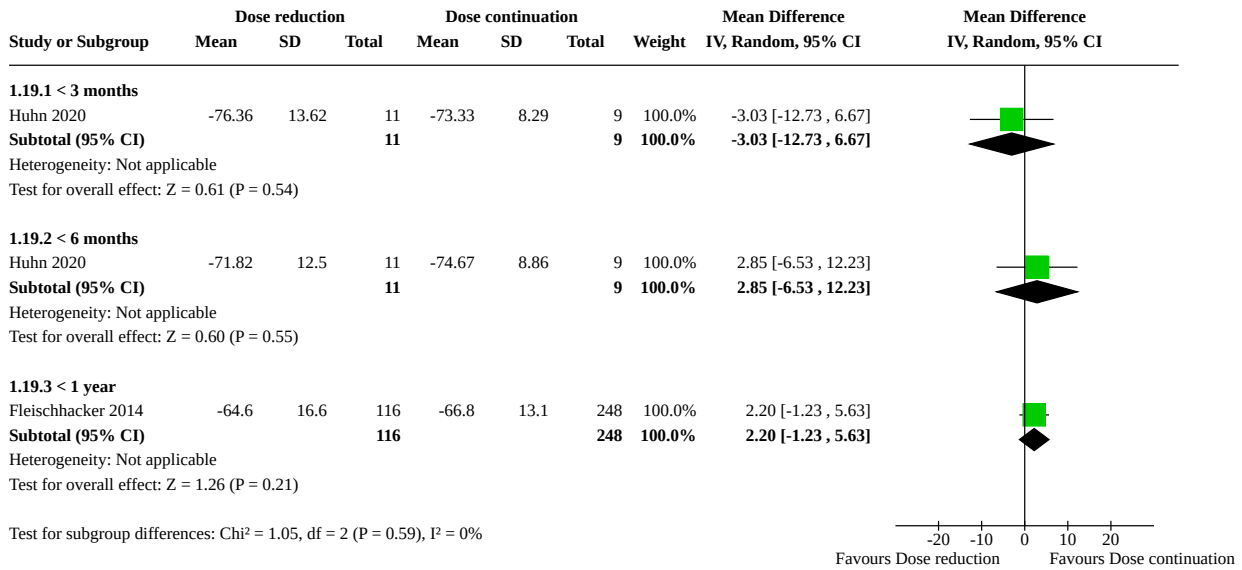 Dose reduction Dose continuation Mean Difference Mean Difference
Study or Subgroup Mean SD Total Mean SD Total Weight IV, Random, 95% CI IV, Random, 95% CI
1.19.1 < 3 months
Huhn 2020 -76.36 13.62 11 -73.33 8.29 9 100.0% -3.03 [-12.73 , 6.67]
Subtotal (95% CI) 11 9 100.0% -3.03 [-12.73 , 6.67]
Heterogeneity: Not applicable
Test for overall effect: Z = 0.61 (P = 0.54)
1.19.2 < 6 months
Huhn 2020 -71.82 12.5 11 -74.67 8.86 9 100.0% 2.85 [-6.53 , 12.23]
Subtotal (95% CI) 11 9 100.0% 2.85 [-6.53 , 12.23]
Heterogeneity: Not applicable
Test for overall effect: Z = 0.60 (P = 0.55)
1.19.3 < 1 year
Fleischhacker 2014 -64.6 16.6 116 -66.8 13.1 248 100.0% 2.20 [-1.23 , 5.63]
Subtotal (95% CI) 116 248 100.0% 2.20 [-1.23 , 5.63]
Heterogeneity: Not applicable
Test for overall effect: Z = 1.26 (P = 0.21)
Test for subgroup differences: Chi² = 1.05, df = 2 (P = 0.59), I² = 0%
-20 -10 0 10 20
Favours Dose reduction Favours Dose continuation